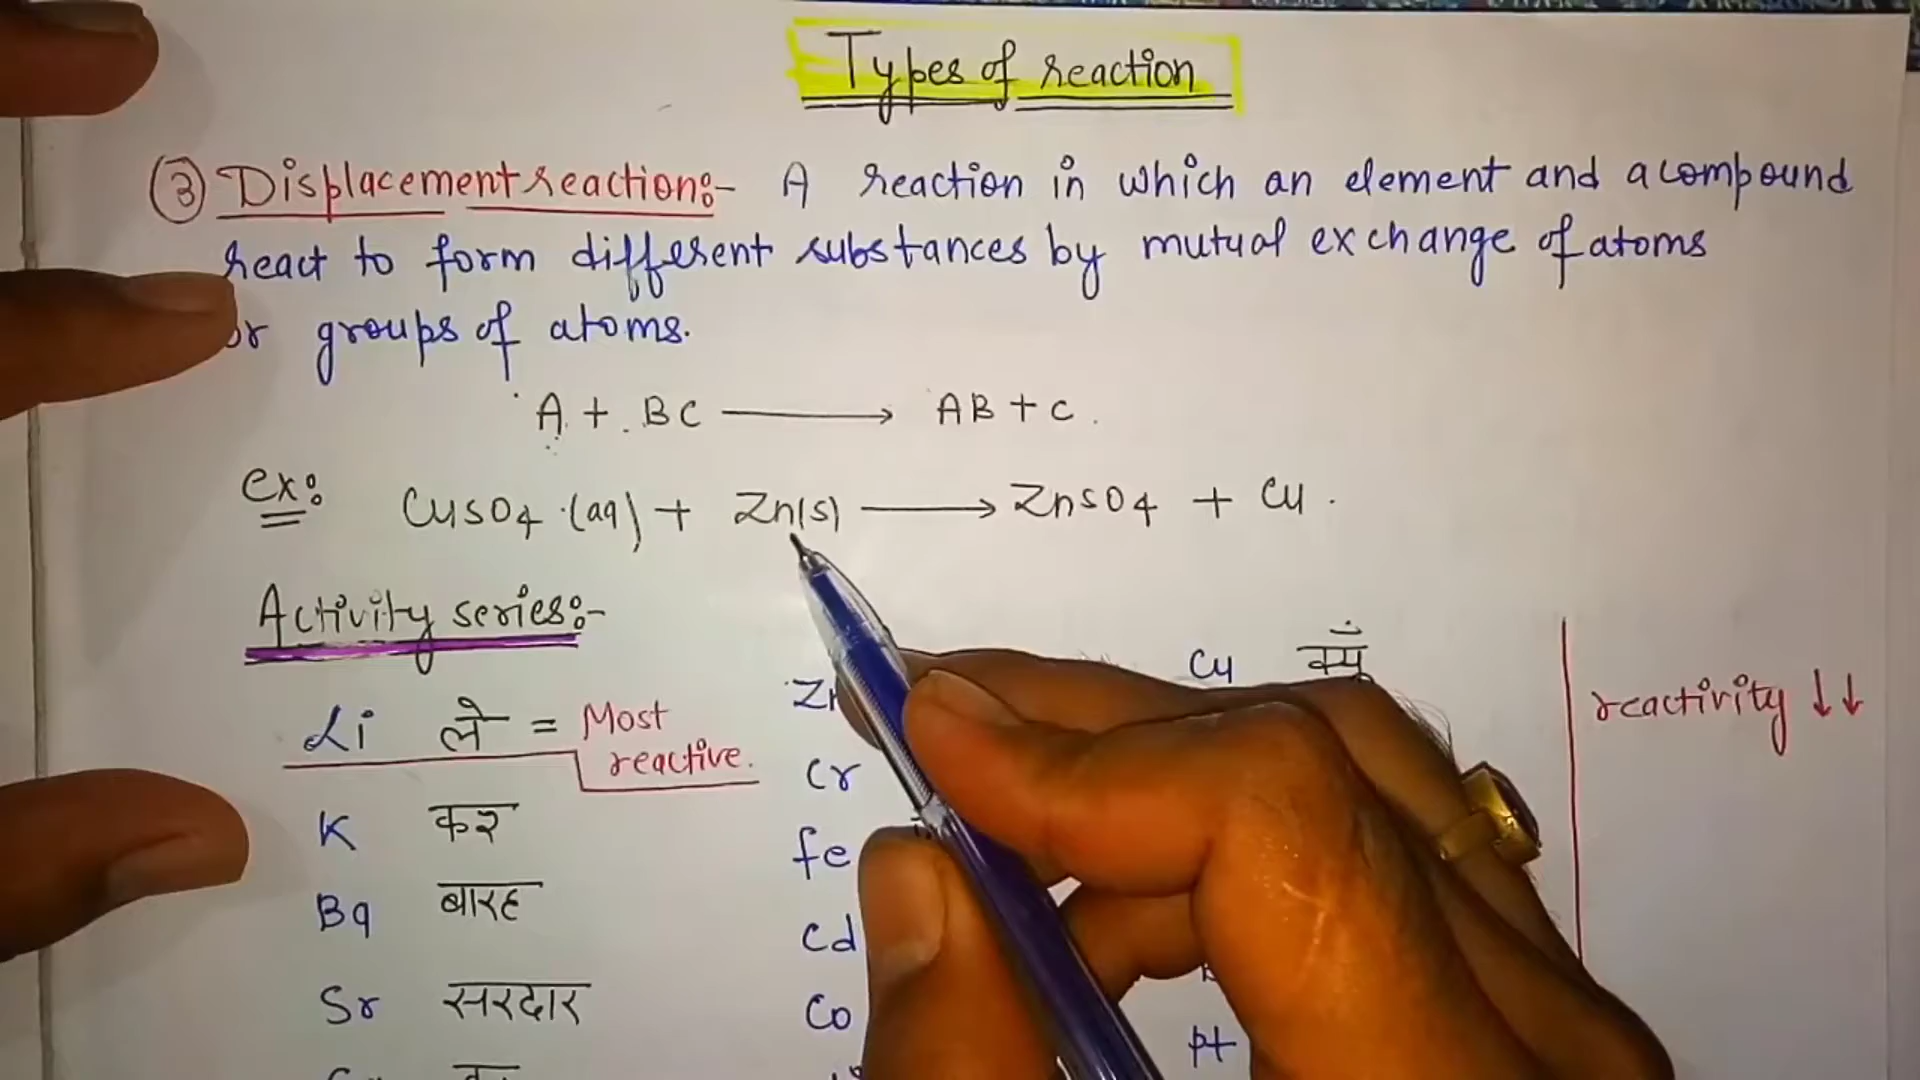 Types of reaction
③ Displacement reaction:- A reaction in which an element and a compound
react to form different substances by mutual exchange of atoms
or groups of atoms.
A + BC ⟶ AB + C.
ex: CuSO4 (aq) + Zn(s) ⟶ ZnSO4 + Cu.
Activity series:-
Li ले = Most reactive.
K कर
Ba बारह
Sr सरदार
Cr
fe
Cd
Co
Cu क्यूँ
Pt
reactivity ↓↓